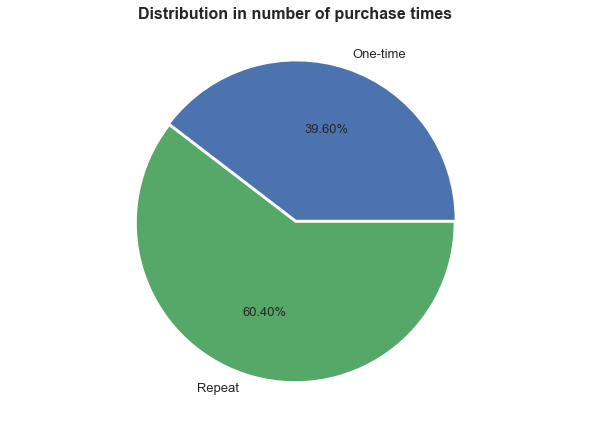 Distribution in number of purchase times
One-time
39.60%
60.40%
Repeat